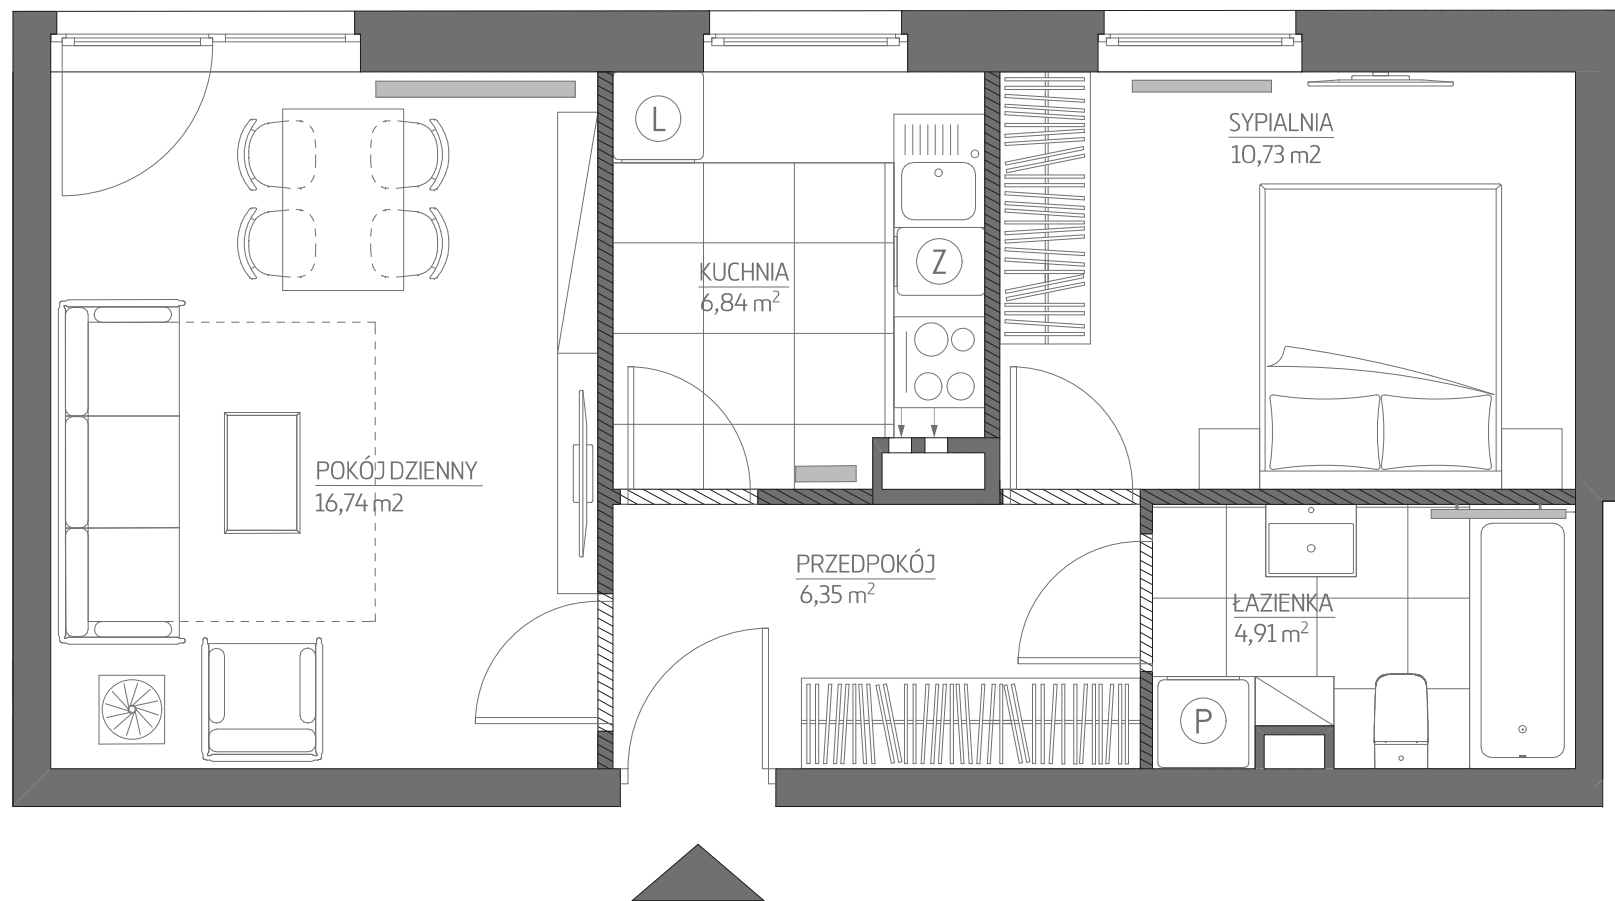 L
SYPIALNIA
10,73 m2
KUCHNIA
6,84 m²
Z
POKÓJ DZIENNY
16,74 m2
PRZEDPOKÓJ
6,35 m²
ŁAZIENKA
4,91 m²
P